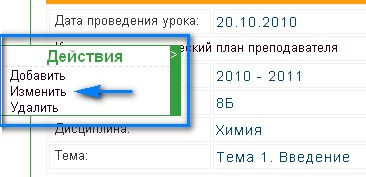 Дата проведения урока: 20.10.2010
К
еский план преподавателя
Действия >
Добавить
2010 - 2011
Изменить
8Б
Удалить
Дисциплина: Химия
Тема: Тема 1. Введение